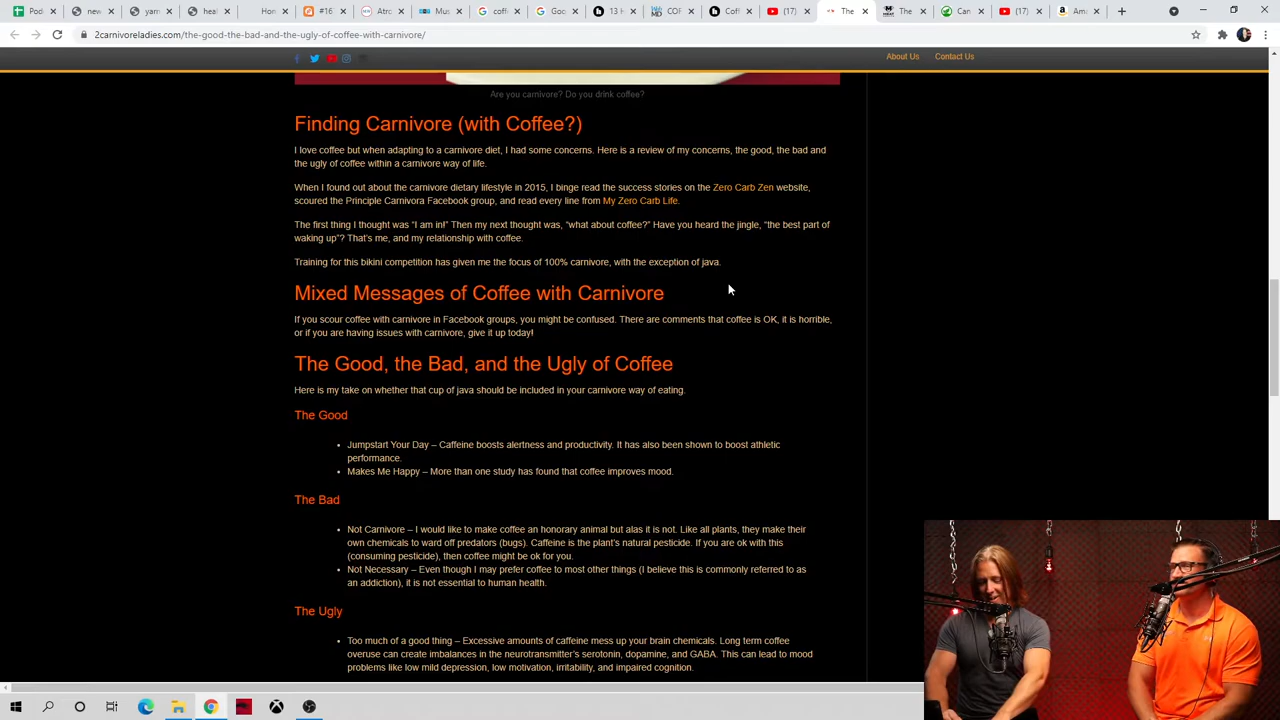 Pod
#16
Atro
Mus
coff
Goo
13 H
COF
Coff
(17)
The
The
Can
(17)
Ama
2carnivoreladies.com/the-good-the-bad-and-the-ugly-of-coffee-with-carnivore/
About Us Contact Us
Are you carnivore? Do you drink coffee?
Finding Carnivore (with Coffee?)
I love coffee but when adapting to a carnivore diet, I had some concerns. Here is a review of my concerns, the good, the bad and
the ugly of coffee within a carnivore way of life.
When I found out about the carnivore dietary lifestyle in 2015, I binge read the success stories on the Zero Carb Zen website,
scoured the Principle Carnivora Facebook group, and read every line from My Zero Carb Life.
The first thing I thought was “I am in!” Then my next thought was, “what about coffee?” Have you heard the jingle, “the best part of
waking up”? That’s me, and my relationship with coffee.
Training for this bikini competition has given me the focus of 100% carnivore, with the exception of java.
Mixed Messages of Coffee with Carnivore
If you scour coffee with carnivore in Facebook groups, you might be confused. There are comments that coffee is OK, it is horrible,
or if you are having issues with carnivore, give it up today!
The Good, the Bad, and the Ugly of Coffee
Here is my take on whether that cup of java should be included in your carnivore way of eating.
The Good
Jumpstart Your Day – Caffeine boosts alertness and productivity. It has also been shown to boost athletic
performance.
Makes Me Happy – More than one study has found that coffee improves mood.
The Bad
Not Carnivore – I would like to make coffee an honorary animal but alas it is not. Like all plants, they make their
own chemicals to ward off predators (bugs). Caffeine is the plant’s natural pesticide. If you are ok with this
(consuming pesticide), then coffee might be ok for you.
Not Necessary – Even though I may prefer coffee to most other things (I believe this is commonly referred to as
an addiction), it is not essential to human health.
The Ugly
Too much of a good thing – Excessive amounts of caffeine mess up your brain chemicals. Long term coffee
overuse can create imbalances in the neurotransmitter’s serotonin, dopamine, and GABA. This can lead to mood
problems like low mild depression, low motivation, irritability, and impaired cognition.